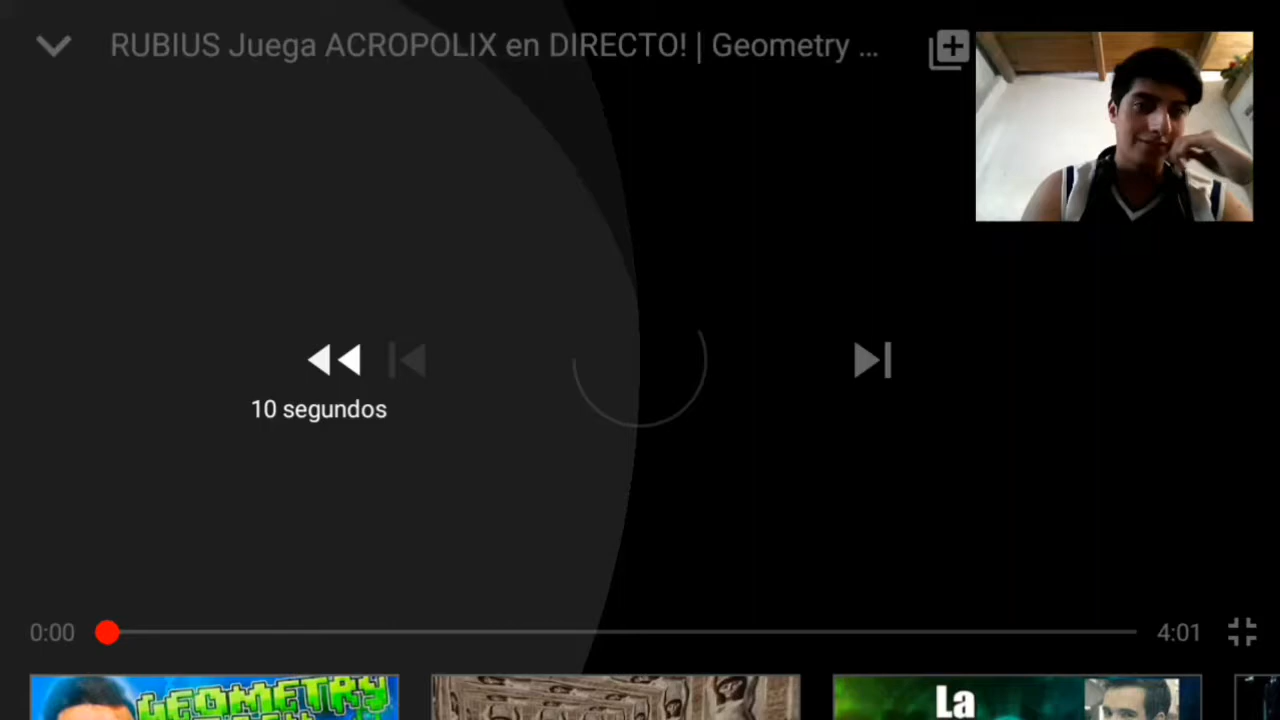 RUBIUS Juega ACROPOLIX en DIRECTO! | Geometry ...
10 segundos
0:00
4:01
GEOMETRY
La